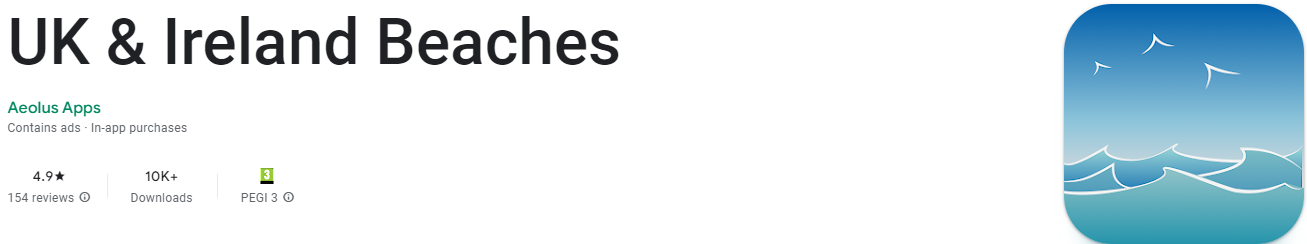 UK & Ireland Beaches
Aeolus Apps
Contains ads · In-app purchases
4.9★ 10K+ 3
154 reviews Downloads PEGI 3